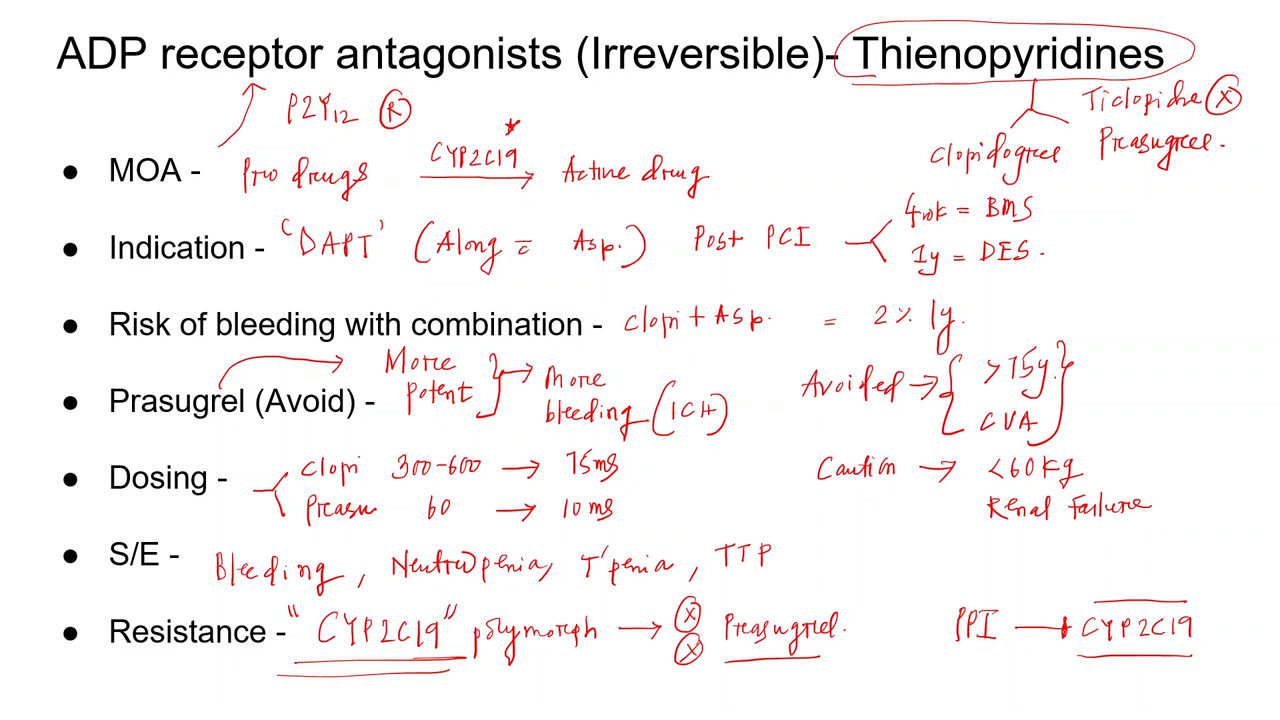 ADP receptor antagonists (Irreversible)- Thienopyridines
P2Y12 (R)
Ticlopidine (X)
Clopidogrel Prasugrel.
● MOA - Pro drugs CYP2C19* → Active drug
● Indication - 'DAPT' (Along c̄ Asp.) Post PCI
4wk = BMS
1y = DES.
● Risk of bleeding with combination - Clopi + Asp. = 2% 1y.
● Prasugrel (Avoid) - More potent } → More bleeding (ICH)
Avoided → { >75y. CVA }
● Dosing - Clopi 300-600 → 75mg
Prasu 60 → 10mg
Caution → <60kg
Renal Failure
● S/E - Bleeding, Neutropenia, T'penia, TTP
● Resistance - "CYP2C19" polymorph → (X) (X) Prasugrel.
PPI → CYP2C19